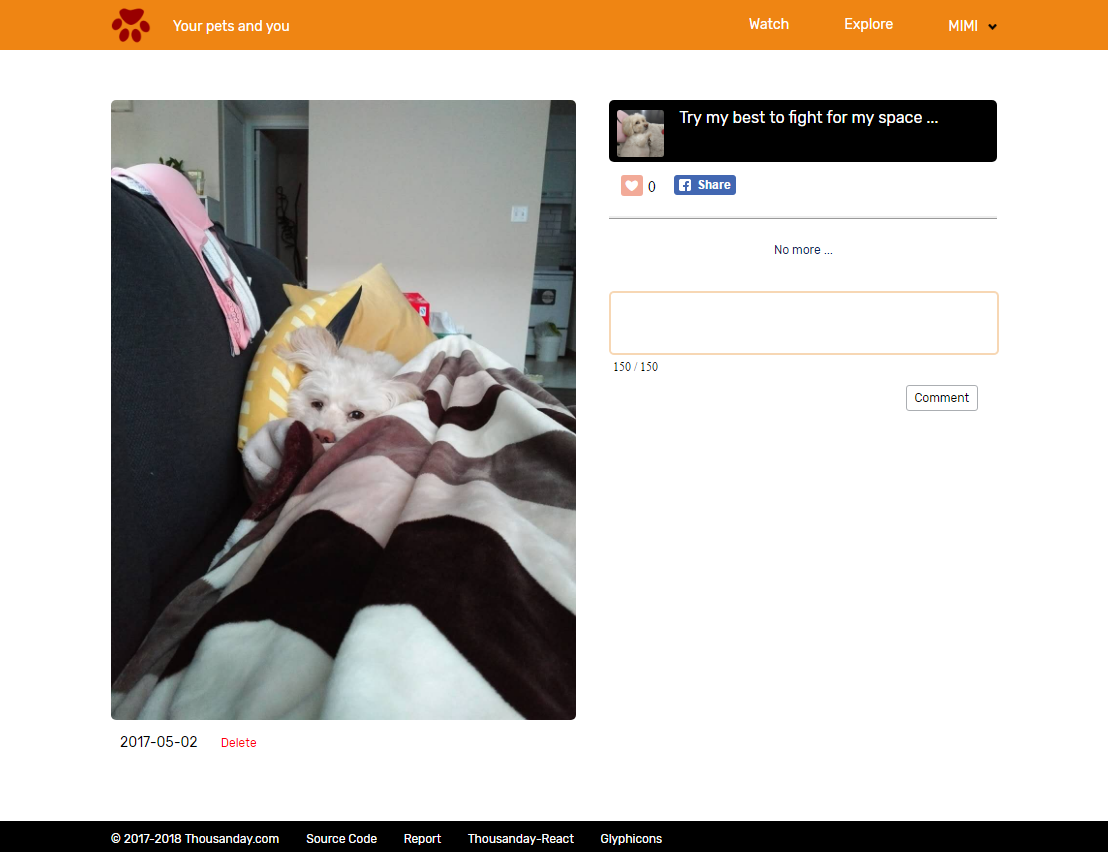 Your pets and you
Watch
Explore
MIMI
Try my best to fight for my space ...
0
Share
No more ...
150 / 150
Comment
2017-05-02
Delete
© 2017-2018 Thousanday.com
Source Code
Report
Thousanday-React
Glyphicons